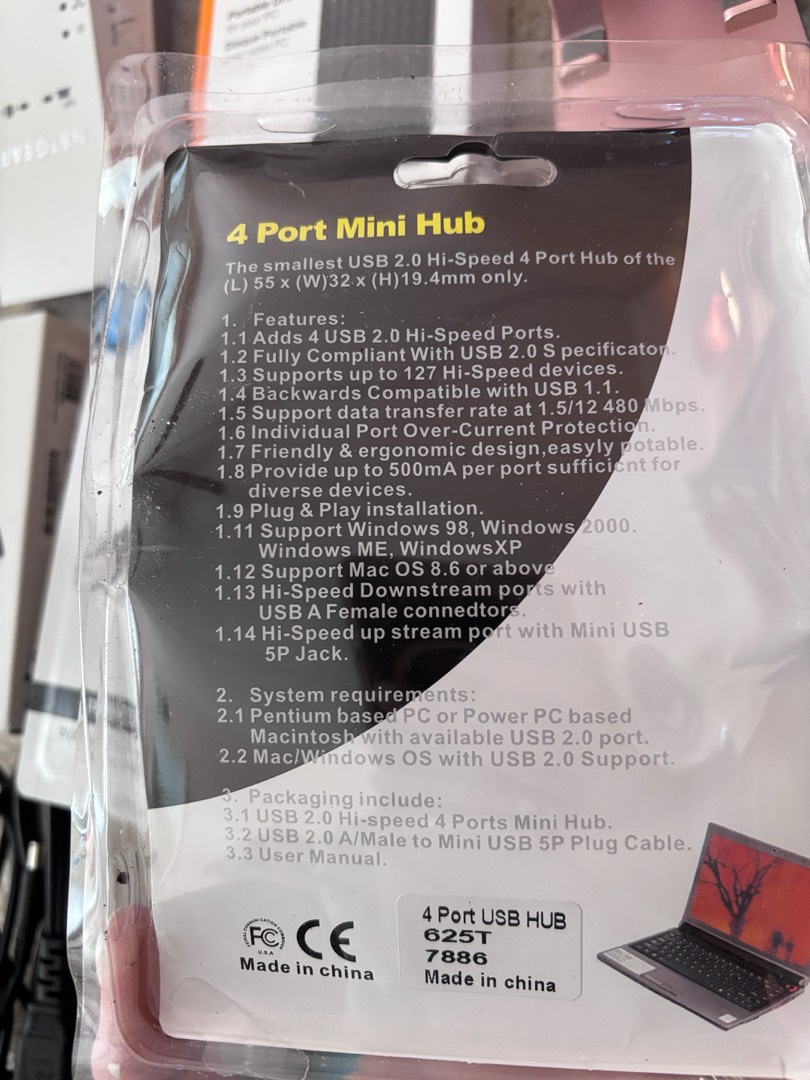 NETGEAR
4 Port Mini Hub
The smallest USB 2.0 Hi-Speed 4 Port Hub of the
(L) 55 x (W)32 x (H)19.4mm only.
1. Features:
1.1 Adds 4 USB 2.0 Hi-Speed Ports.
1.2 Fully Compliant With USB 2.0 S pecificaton.
1.3 Supports up to 127 Hi-Speed devices.
1.4 Backwards Compatible with USB 1.1.
1.5 Support data transfer rate at 1.5/12 480 Mbps.
1.6 Individual Port Over-Current Protection.
1.7 Friendly & ergonomic design,easyly potable.
1.8 Provide up to 500mA per port sufficicnt for
diverse devices.
1.9 Plug & Play installation.
1.11 Support Windows 98, Windows 2000.
Windows ME, WindowsXP
1.12 Support Mac OS 8.6 or above
1.13 Hi-Speed Downstream ports with
USB A Female connedtors.
1.14 Hi-Speed up stream port with Mini USB
5P Jack.
2. System requirements:
2.1 Pentium based PC or Power PC based
Macintosh with available USB 2.0 port.
2.2 Mac/Windows OS with USB 2.0 Support.
3. Packaging include:
3.1 USB 2.0 Hi-speed 4 Ports Mini Hub.
3.2 USB 2.0 A/Male to Mini USB 5P Plug Cable.
3.3 User Manual.
FC CE
U.S.A
Made in china
4 Port USB HUB
625T
7886
Made in china